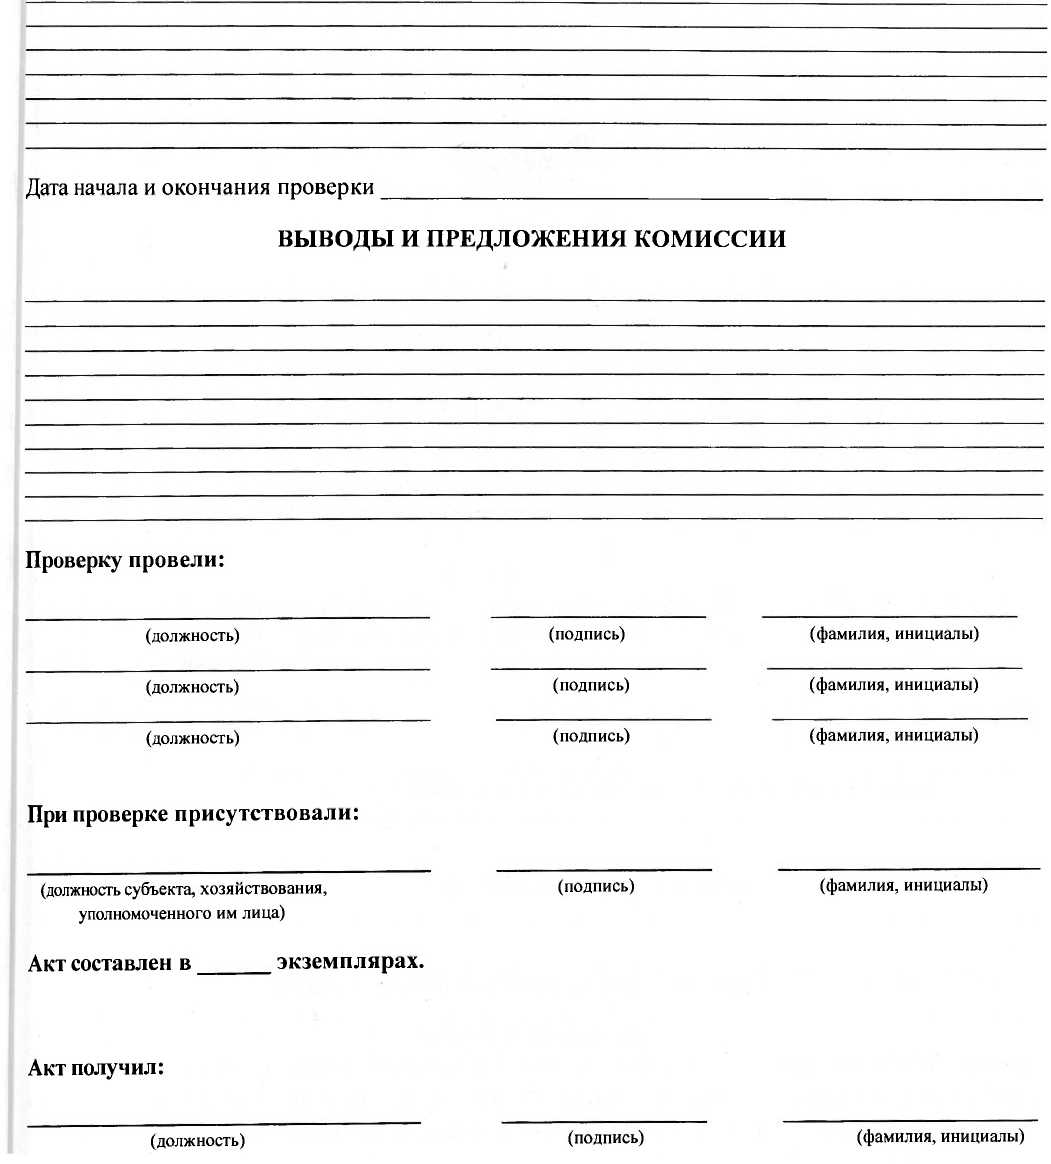 Дата начала и окончания проверки
ВЫВОДЫ И ПРЕДЛОЖЕНИЯ КОМИССИИ
Проверку провели:
(должность) (подпись) (фамилия, инициалы)
(должность) (подпись) (фамилия, инициалы)
(должность) (подпись) (фамилия, инициалы)
При проверке присутствовали:
(должность субъекта, хозяйствования, (подпись) (фамилия, инициалы)
уполномоченного им лица)
Акт составлен в ______ экземплярах.
Акт получил:
(должность) (подпись) (фамилия, инициалы)